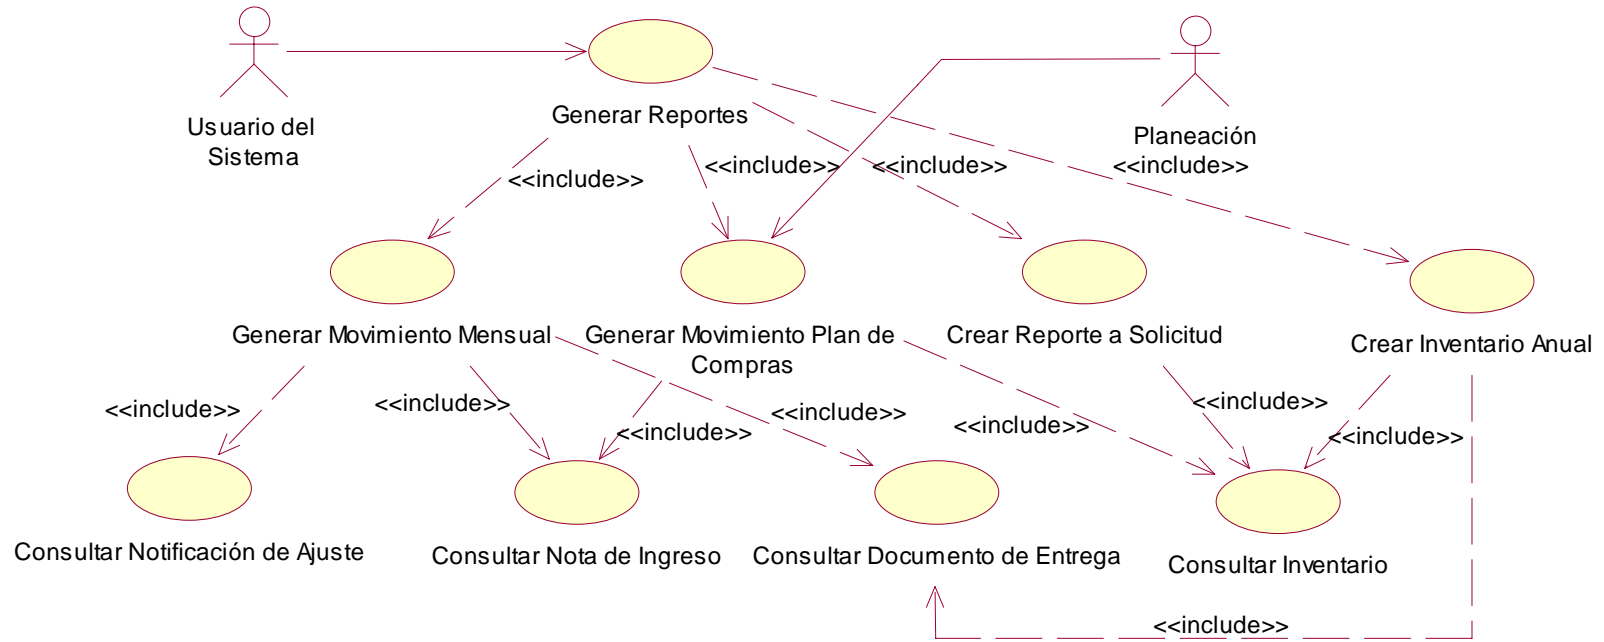 Generar Reportes
Usuario del
Sistema
Planeación
<<include>>
<<include>>
<<include>>
<<include>>
Generar Movimiento Mensual
Generar Movimiento Plan de
Compras
Crear Reporte a Solicitud
Crear Inventario Anual
<<include>>
<<include>>
<<include>>
<<include>>
<<include>>
<<include>>
<<include>>
Consultar Notificación de Ajuste
Consultar Nota de Ingreso
Consultar Documento de Entrega
Consultar Inventario
<<include>>